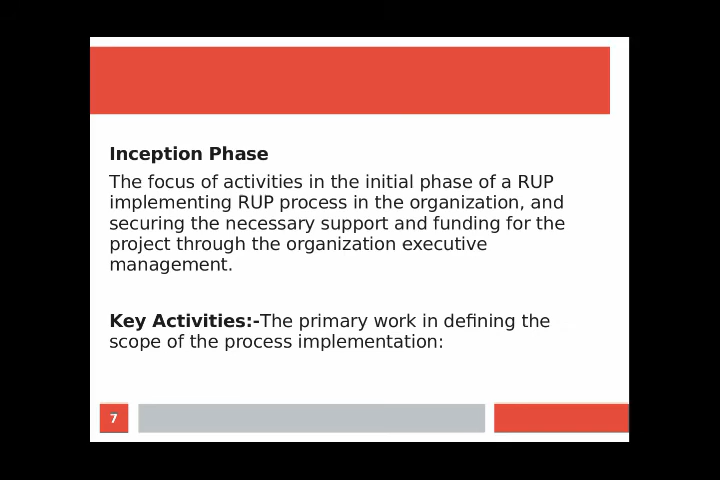 Inception Phase
The focus of activities in the initial phase of a RUP
implementing RUP process in the organization, and
securing the necessary support and funding for the
project through the organization executive
management.
Key Activities:-The primary work in defining the
scope of the process implementation:
7